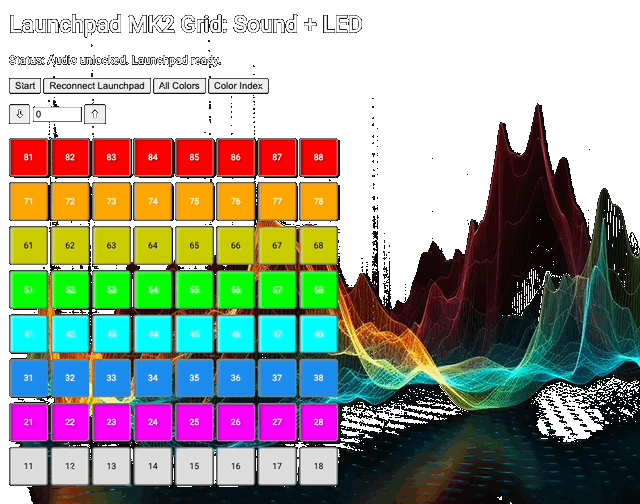 Launchpad MK2 Grid: Sound + LED
Status: Audio unlocked. Launchpad ready.
Start Reconnect Launchpad All Colors Color Index
⇩ 0 ⇧
81 82 83 84 85 86 87 88
71 72 73 74 75 76 77 78
61 62 63 64 65 66 67 68
51 52 53 54 55 56 57 58
41 42 43 44 45 46 47 48
31 32 33 34 35 36 37 38
21 22 23 24 25 26 27 28
11 12 13 14 15 16 17 18